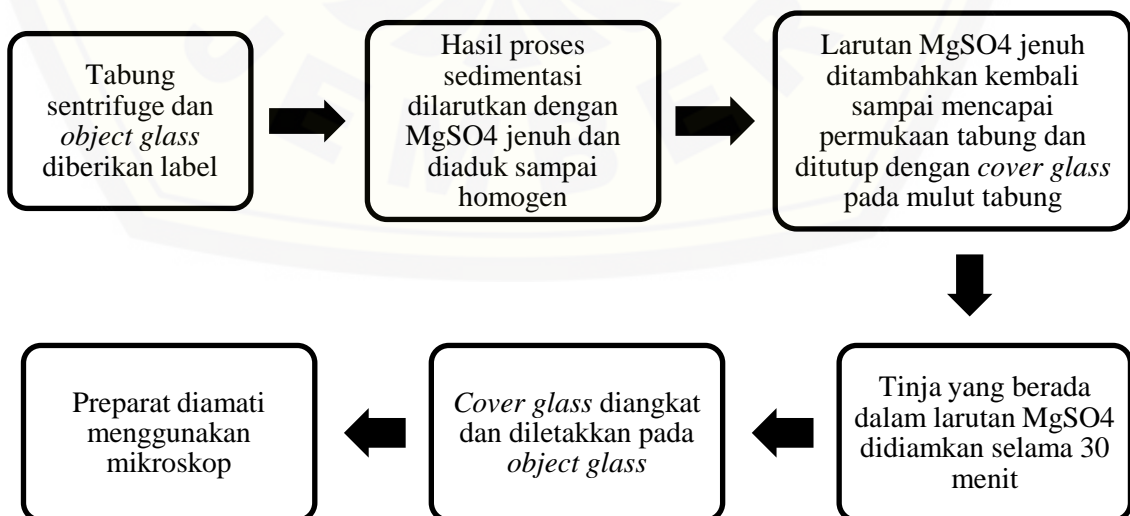 Tabung
sentrifuge dan
object glass
diberikan label
Hasil proses
sedimentasi
dilarutkan dengan
MgSO4 jenuh dan
diaduk sampai
homogen
Larutan MgSO4 jenuh
ditambahkan kembali
sampai mencapai
permukaan tabung dan
ditutup dengan cover glass
pada mulut tabung
Tinja yang berada
dalam larutan MgSO4
didiamkan selama 30
menit
Cover glass diangkat
dan diletakkan pada
object glass
Preparat diamati
menggunakan
mikroskop